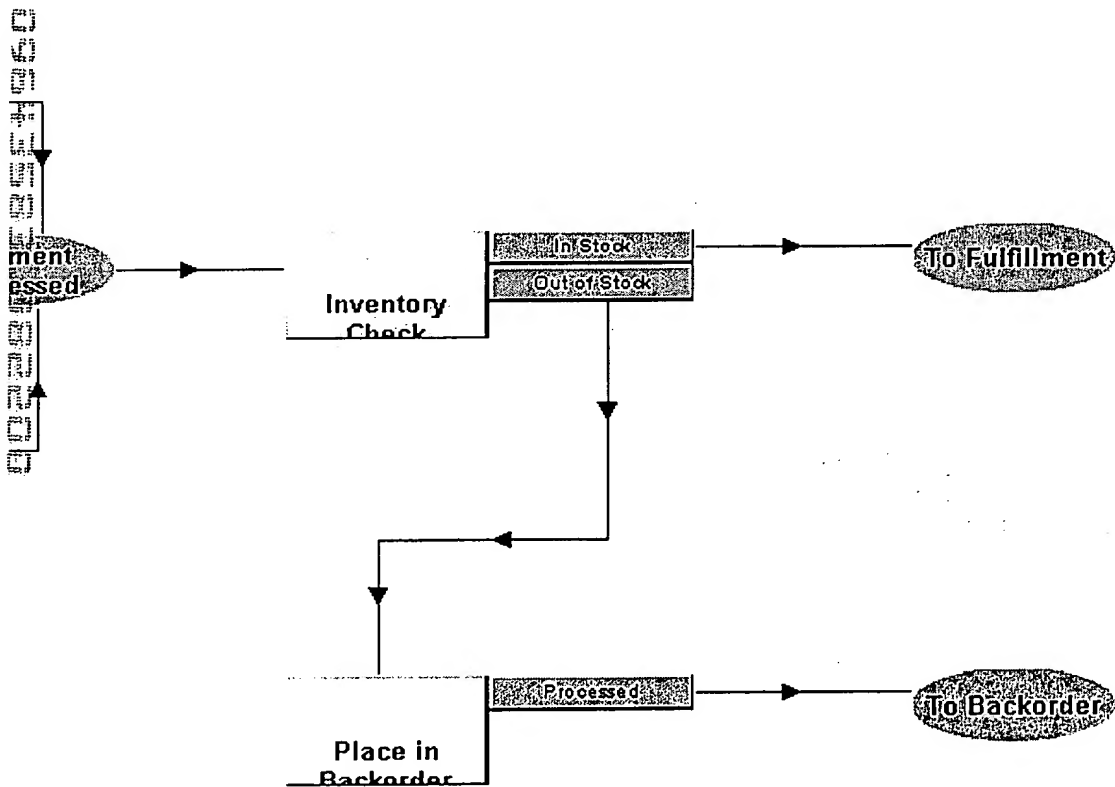 ment
essed
In Stock
Out of Stock
Inventory
Check
To Fulfillment
Processed
Place in
Backorder
To Backorder